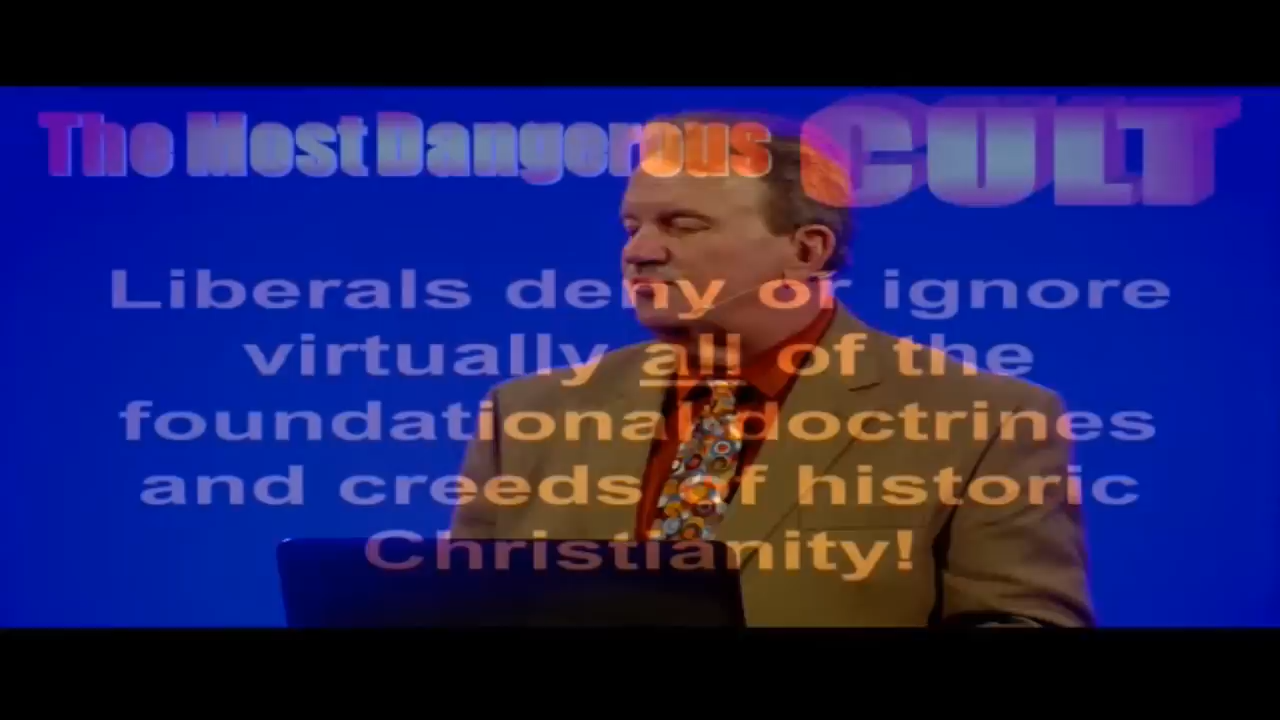 The Most Dangerous CULT
Liberals deny or ignore
virtually all of the
foundational doctrines
and creeds of historic
Christianity!